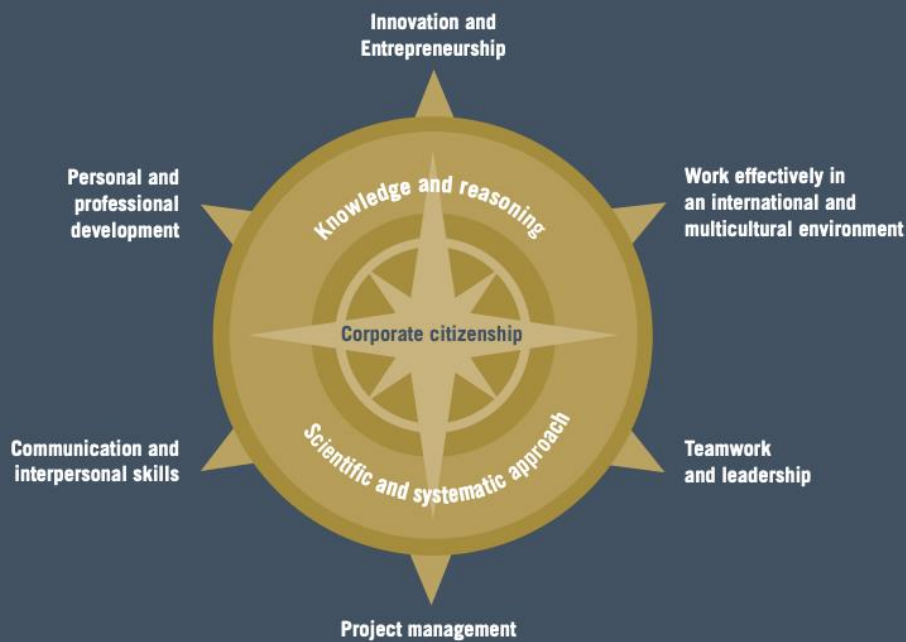 Innovation and
Entrepreneurship
Personal and
professional
development
Work effectively in
an international and
multicultural environment
Knowledge and reasoning
Corporate citizenship
Scientific and systematic approach
Communication and
interpersonal skills
Teamwork
and leadership
Project management